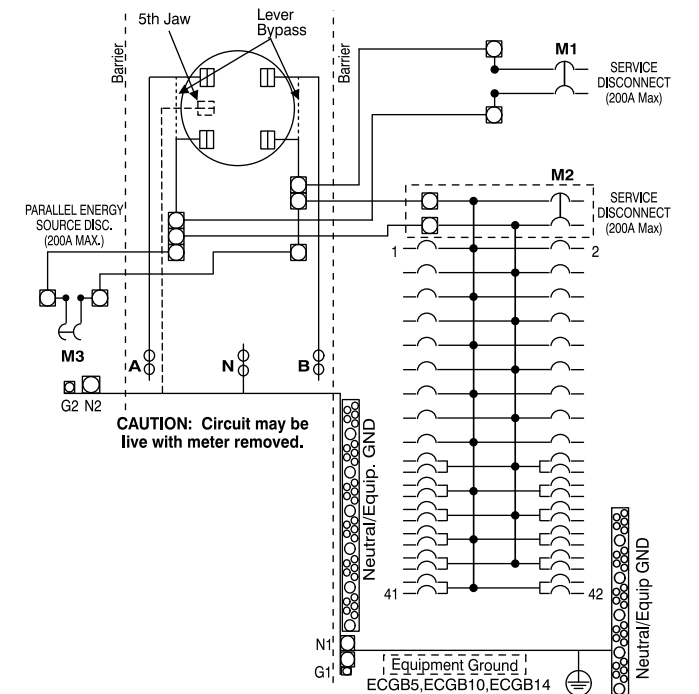 5th Jaw
Lever
Bypass
Barrier
Barrier
M1
SERVICE
DISCONNECT
(200A Max)
M2
SERVICE
DISCONNECT
(200A Max)
PARALLEL ENERGY
SOURCE DISC.
(200A MAX.)
1
2
M3
A
N
B
G2 N2
CAUTION: Circuit may be
live with meter removed.
Neutral/Equip. GND
Neutral/Equip GND
41
42
N1
G1
Equipment Ground
ECGB5,ECGB10,ECGB14